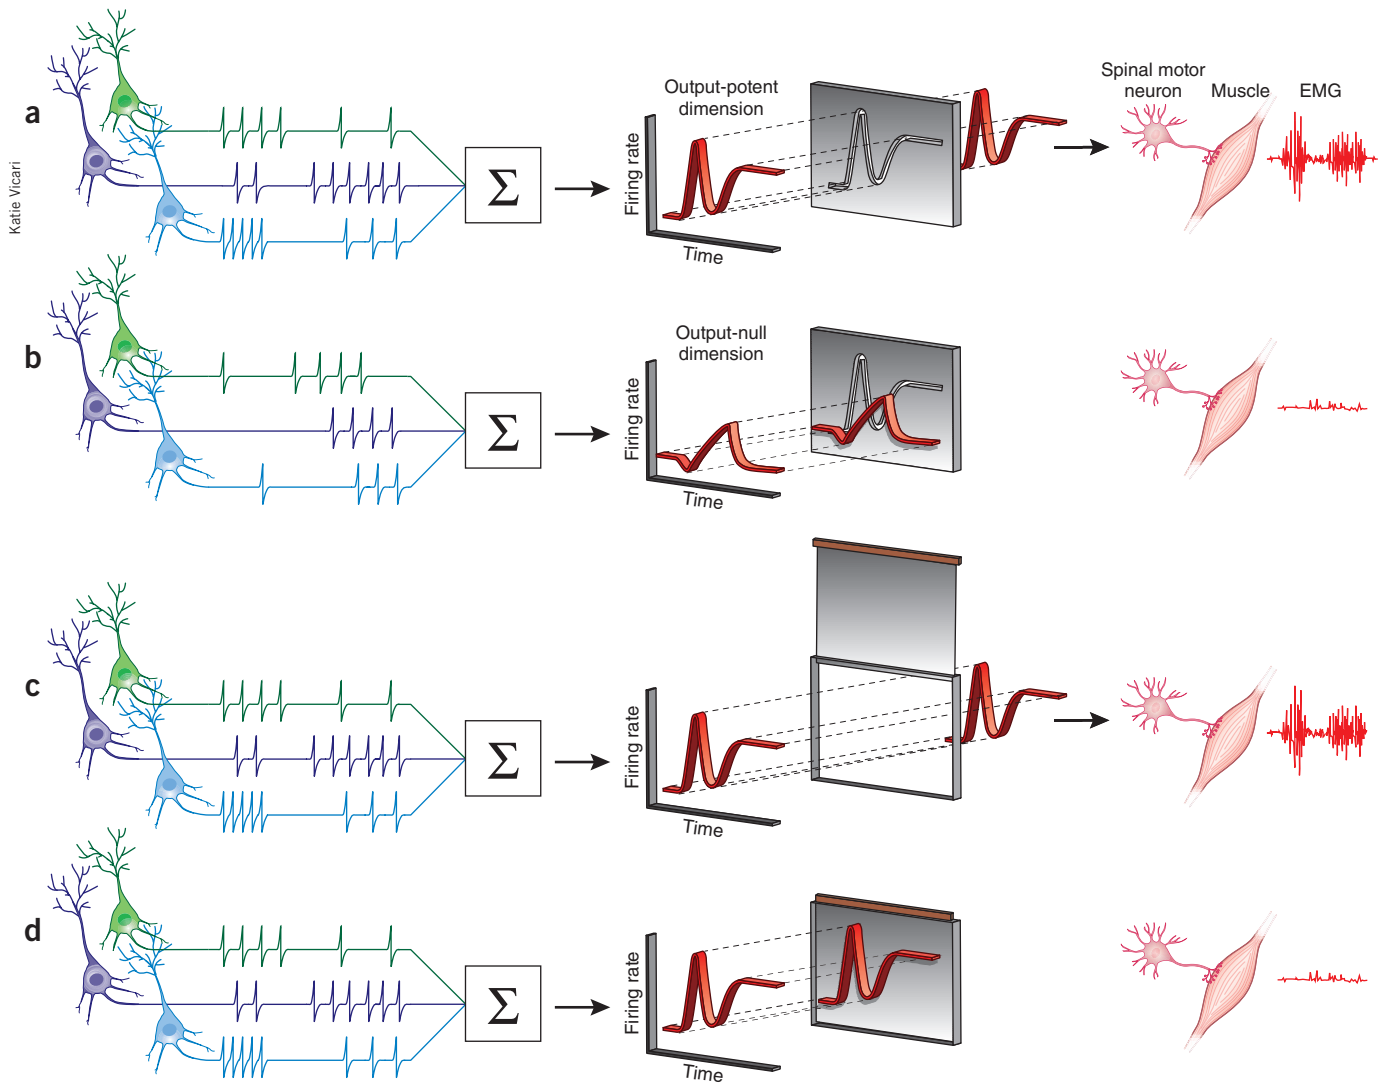 Katie Vicari
a
Σ
Output-potent
dimension
Firing rate
Time
Spinal motor
neuron
Muscle
EMG
b
Σ
Output-null
dimension
Firing rate
Time
c
Σ
Firing rate
Time
d
Σ
Firing rate
Time